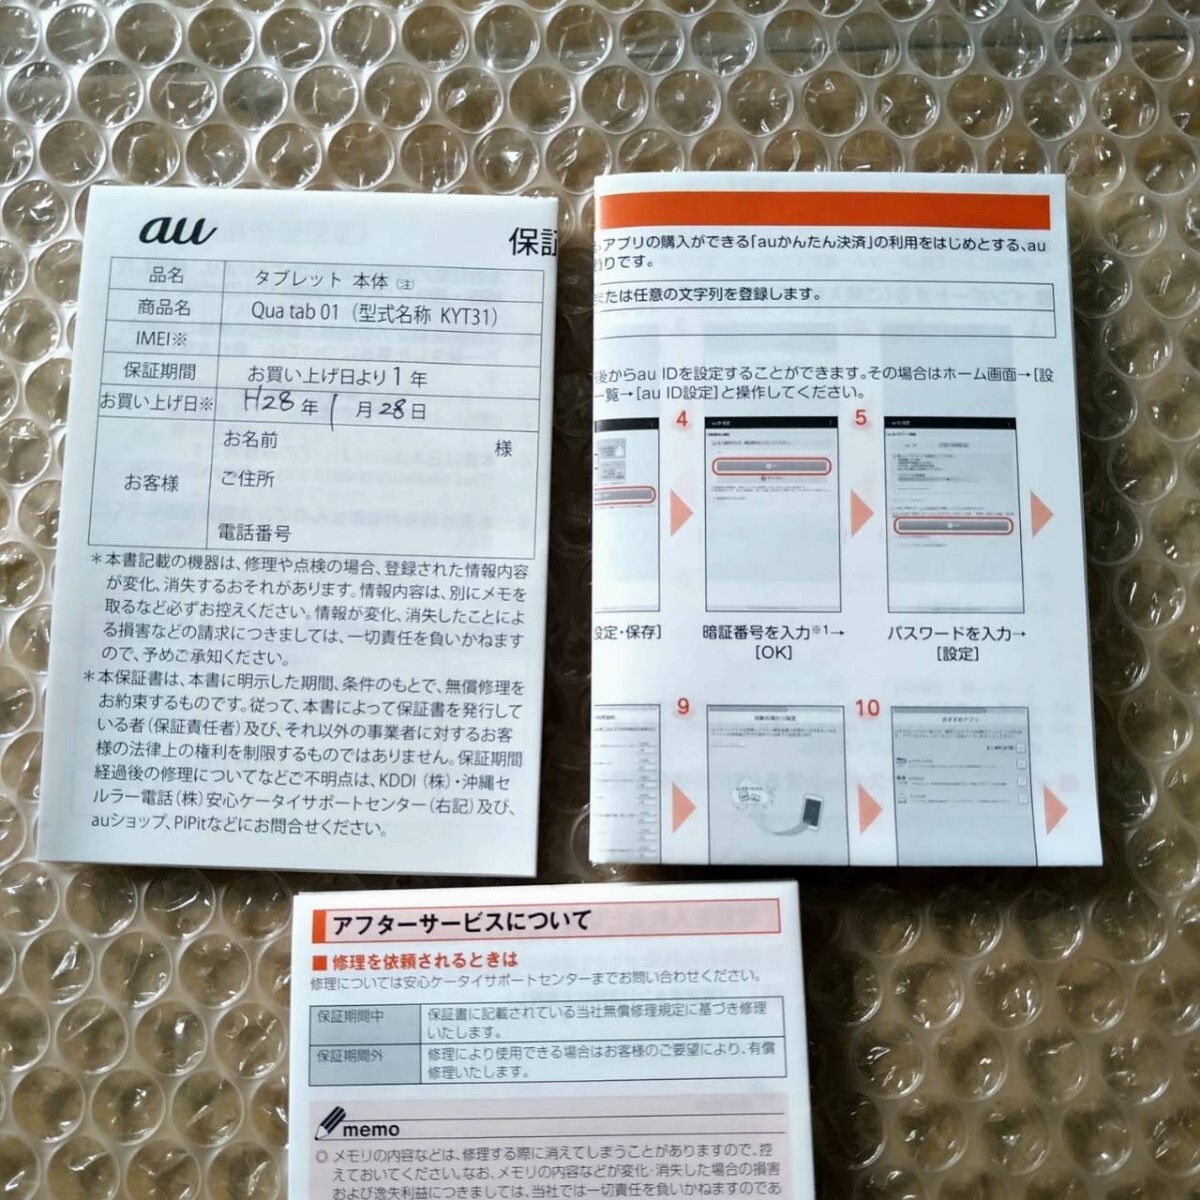 au
保証
品名 タブレット 本体(注)
商品名 Qua tab 01（型式名称 KYT31）
IMEI※
保証期間 お買い上げ日より1年
お買い上げ日※ H28年 1月28日
お客様
お名前 様
ご住所
電話番号
＊本書記載の機器は、修理や点検の場合、登録された情報内容
が変化、消失するおそれがあります。情報内容は、別にメモを
取るなど必ずお控えください。情報が変化、消失したことによ
る損害などの請求につきましては、一切責任を負いかねます
ので、予めご承知ください。
＊本保証書は、本書に明示した期間、条件のもとで、無償修理を
お約束するものです。従って、本書によって保証書を発行して
いる者（保証責任者）及び、それ以外の事業者に対するお客
様の法律上の権利を制限するものではありません。保証期間
経過後の修理についてなどご不明点は、KDDI（株）・沖縄セ
ルラー電話（株）安心ケータイサポートセンター（右記）及び、
auショップ、PiPitなどにお問合せください。
アプリの購入ができる「auかんたん決済」の利用をはじめとする、au
りです。
または任意の文字列を登録します。
後からau IDを設定することができます。その場合はホーム画面→[設
一覧→[au ID設定]と操作してください。
4
5
設定・保存]
暗証番号を入力※1→
[OK]
パスワードを入力→
[設定]
9
10
おすすめアプリ
アフターサービスについて
■修理を依頼されるときは
修理については安心ケータイサポートセンターまでお問い合わせください。
保証期間中 保証書に記載されている当社無償修理規定に基づき修理
いたします。
保証期間外 修理により使用できる場合はお客様のご要望により、有償
修理いたします。
memo
◎メモリの内容などは、修理する際に消えてしまうことがありますので、控
えておいてください。なお、メモリの内容などが変化・消失した場合の損害
および逸失利益につきましては、当社では一切責任を負いかねますのであ